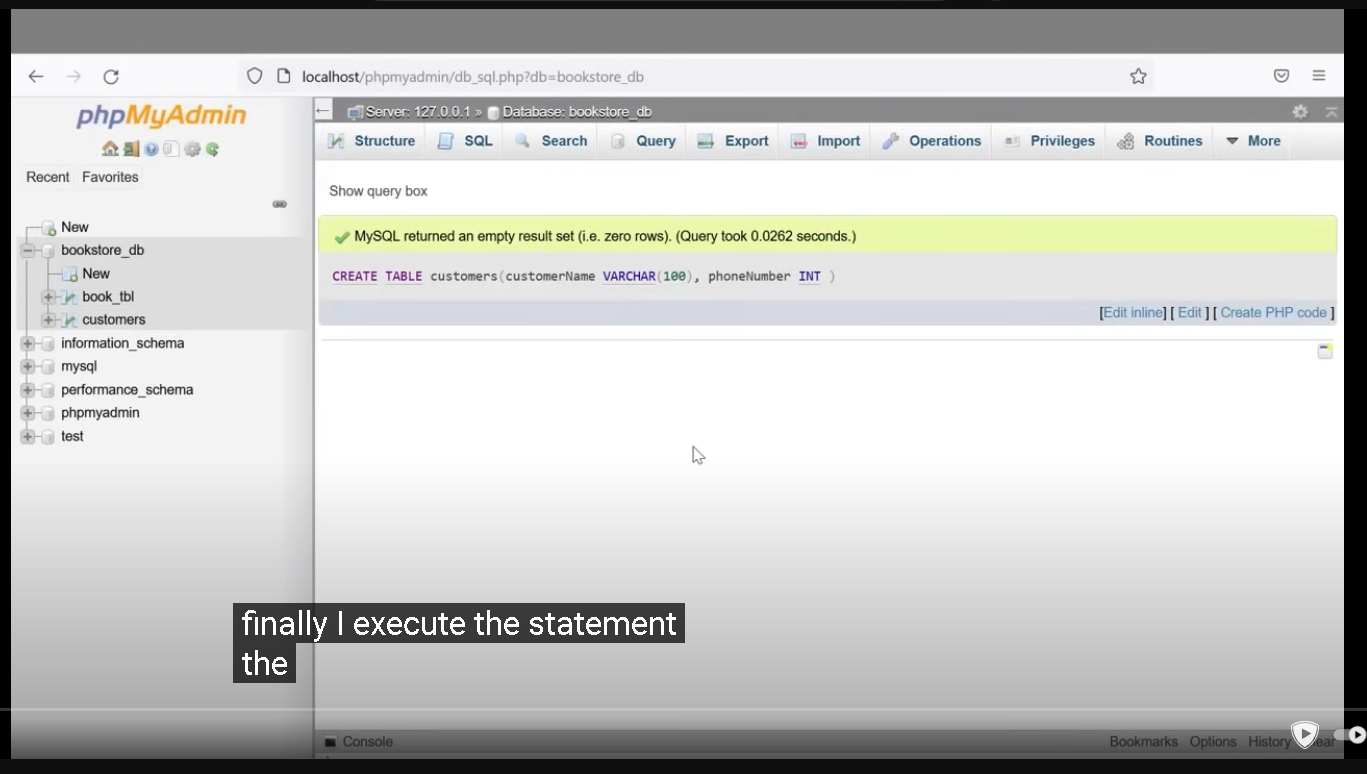 localhost/phpmyadmin/db_sql.php?db=bookstore_db
phpMyAdmin
Recent Favorites
New
bookstore_db
New
book_tbl
customers
information_schema
mysql
performance_schema
phpmyadmin
test
Server: 127.0.0.1 » Database: bookstore_db
Structure SQL Search Query Export Import Operations Privileges Routines More
Show query box
MySQL returned an empty result set (i.e. zero rows). (Query took 0.0262 seconds.)
CREATE TABLE customers(customerName VARCHAR(100), phoneNumber INT )
[Edit inline] [ Edit ] [ Create PHP code ]
finally I execute the statement
the
Console Bookmarks Options History